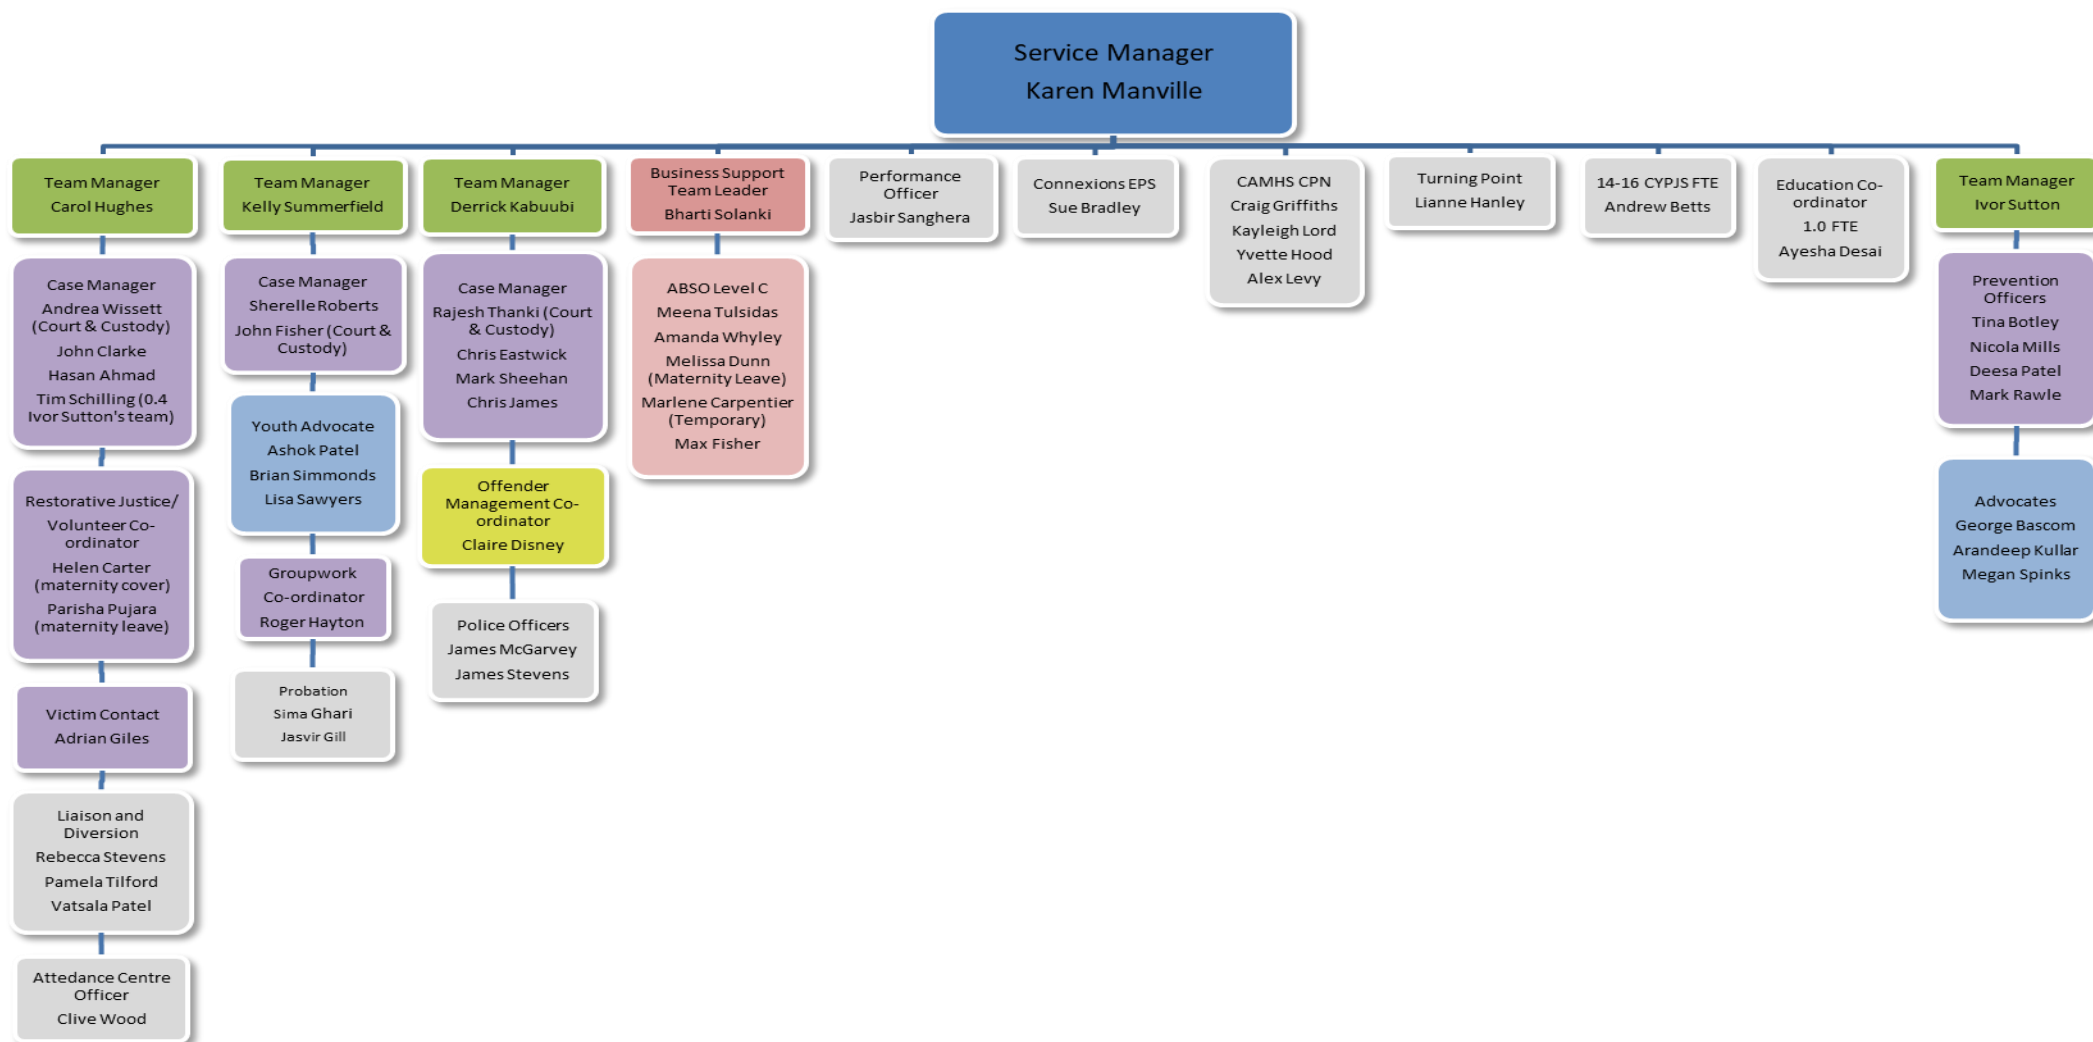 Service Manager
Karen Manville
Team Manager
Carol Hughes
Case Manager
Andrea Wissett
(Court & Custody)
John Clarke
Hasan Ahmad
Tim Schilling (0.4
Ivor Sutton's team)
Restorative Justice/
Volunteer Co-
ordinator
Helen Carter
(maternity cover)
Parisha Pujara
(maternity leave)
Victim Contact
Adrian Giles
Liaison and
Diversion
Rebecca Stevens
Pamela Tilford
Vatsala Patel
Attedance Centre
Officer
Clive Wood
Team Manager
Kelly Summerfield
Case Manager
Sherelle Roberts
John Fisher (Court &
Custody)
Youth Advocate
Ashok Patel
Brian Simmonds
Lisa Sawyers
Groupwork
Co-ordinator
Roger Hayton
Probation
Sima Ghari
Jasvir Gill
Team Manager
Derrick Kabuubi
Case Manager
Rajesh Thanki (Court
& Custody)
Chris Eastwick
Mark Sheehan
Chris James
Offender
Management Co-
ordinator
Claire Disney
Police Officers
James McGarvey
James Stevens
Business Support
Team Leader
Bharti Solanki
ABSO Level C
Meena Tulsidas
Amanda Whyley
Melissa Dunn
(Maternity Leave)
Marlene Carpentier
(Temporary)
Max Fisher
Performance
Officer
Jasbir Sanghera
Connexions EPS
Sue Bradley
CAMHS CPN
Craig Griffiths
Kayleigh Lord
Yvette Hood
Alex Levy
Turning Point
Lianne Hanley
14-16 CYPJS FTE
Andrew Betts
Education Co-
ordinator
1.0 FTE
Ayesha Desai
Team Manager
Ivor Sutton
Prevention
Officers
Tina Botley
Nicola Mills
Deesa Patel
Mark Rawle
Advocates
George Bascom
Arandeep Kullar
Megan Spinks